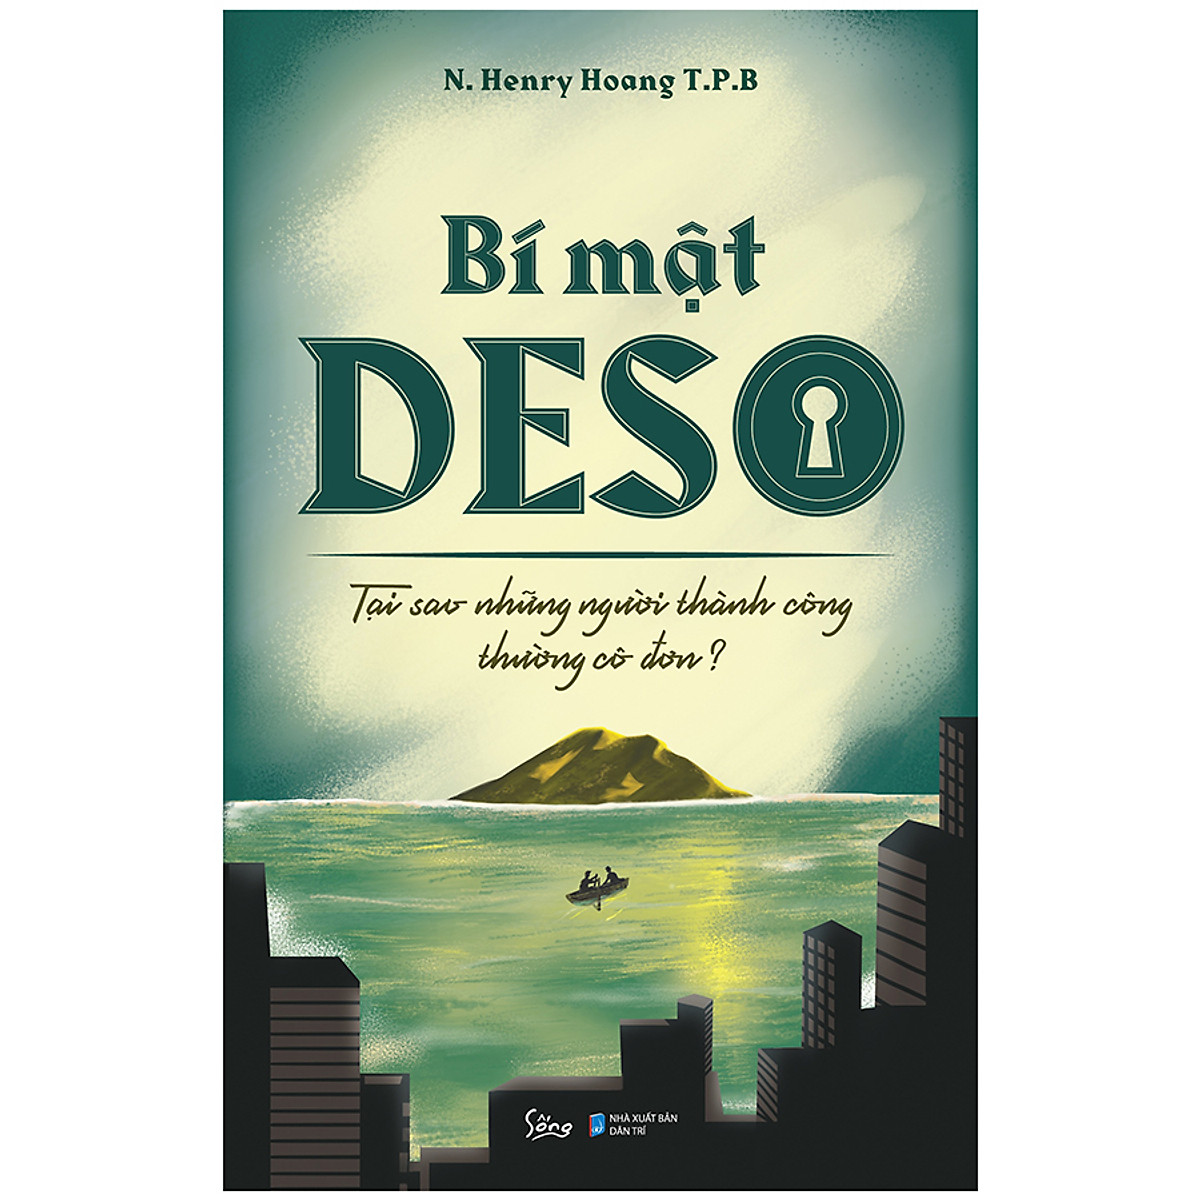 N. Henry Hoang T.P.B
Bí mật
DESO
Tại sao những người thành công
thường cô đơn?
Sống
NHÀ XUẤT BẢN
DÂN TRÍ